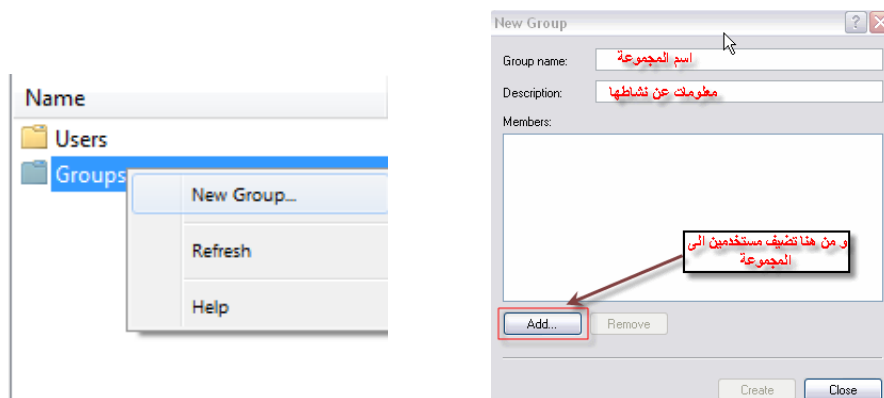 Name
Users
Groups
New Group...
Refresh
Help
New Group
Group name:
اسم المجموعة
Description:
معلومات عن نشاطها
Members:
و من هنا تضيف مستخدمين الى
المجموعة
Add...
Remove
Create
Close